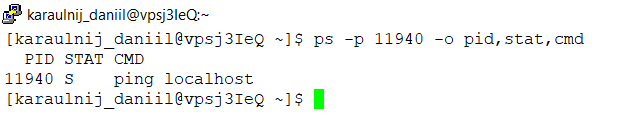 karaulnij_daniil@vpsj3IeQ:~
[karaulnij_daniil@vpsj3IeQ ~]$ ps -p 11940 -o pid,stat,cmd
  PID STAT CMD
11940 S    ping localhost
[karaulnij_daniil@vpsj3IeQ ~]$